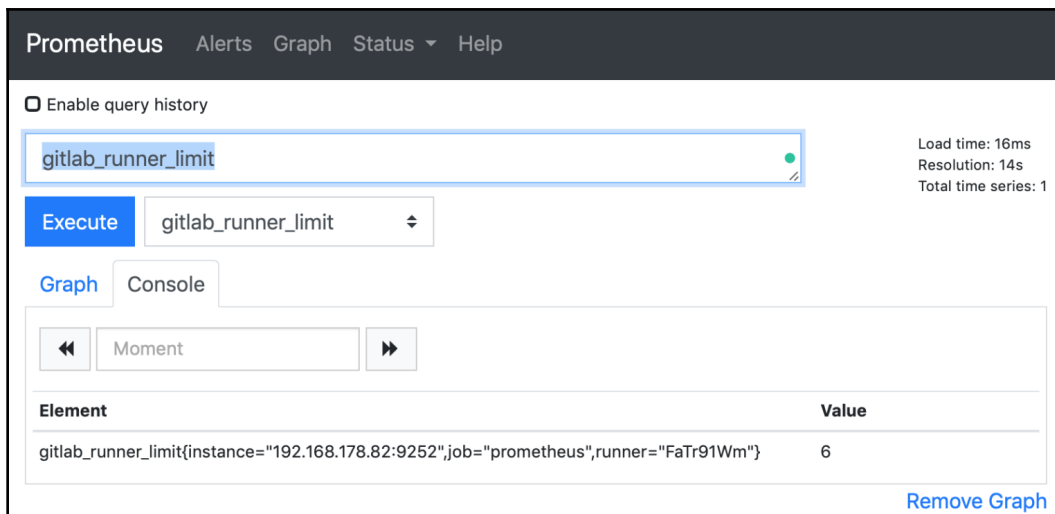 Prometheus Alerts Graph Status Help
Enable query history
gitlab_runner_limit
Load time: 16ms
Resolution: 14s
Total time series: 1
Execute gitlab_runner_limit
Graph Console
Moment
Element Value
gitlab_runner_limit{instance="192.168.178.82:9252",job="prometheus",runner="FaTr91Wm"} 6
Remove Graph